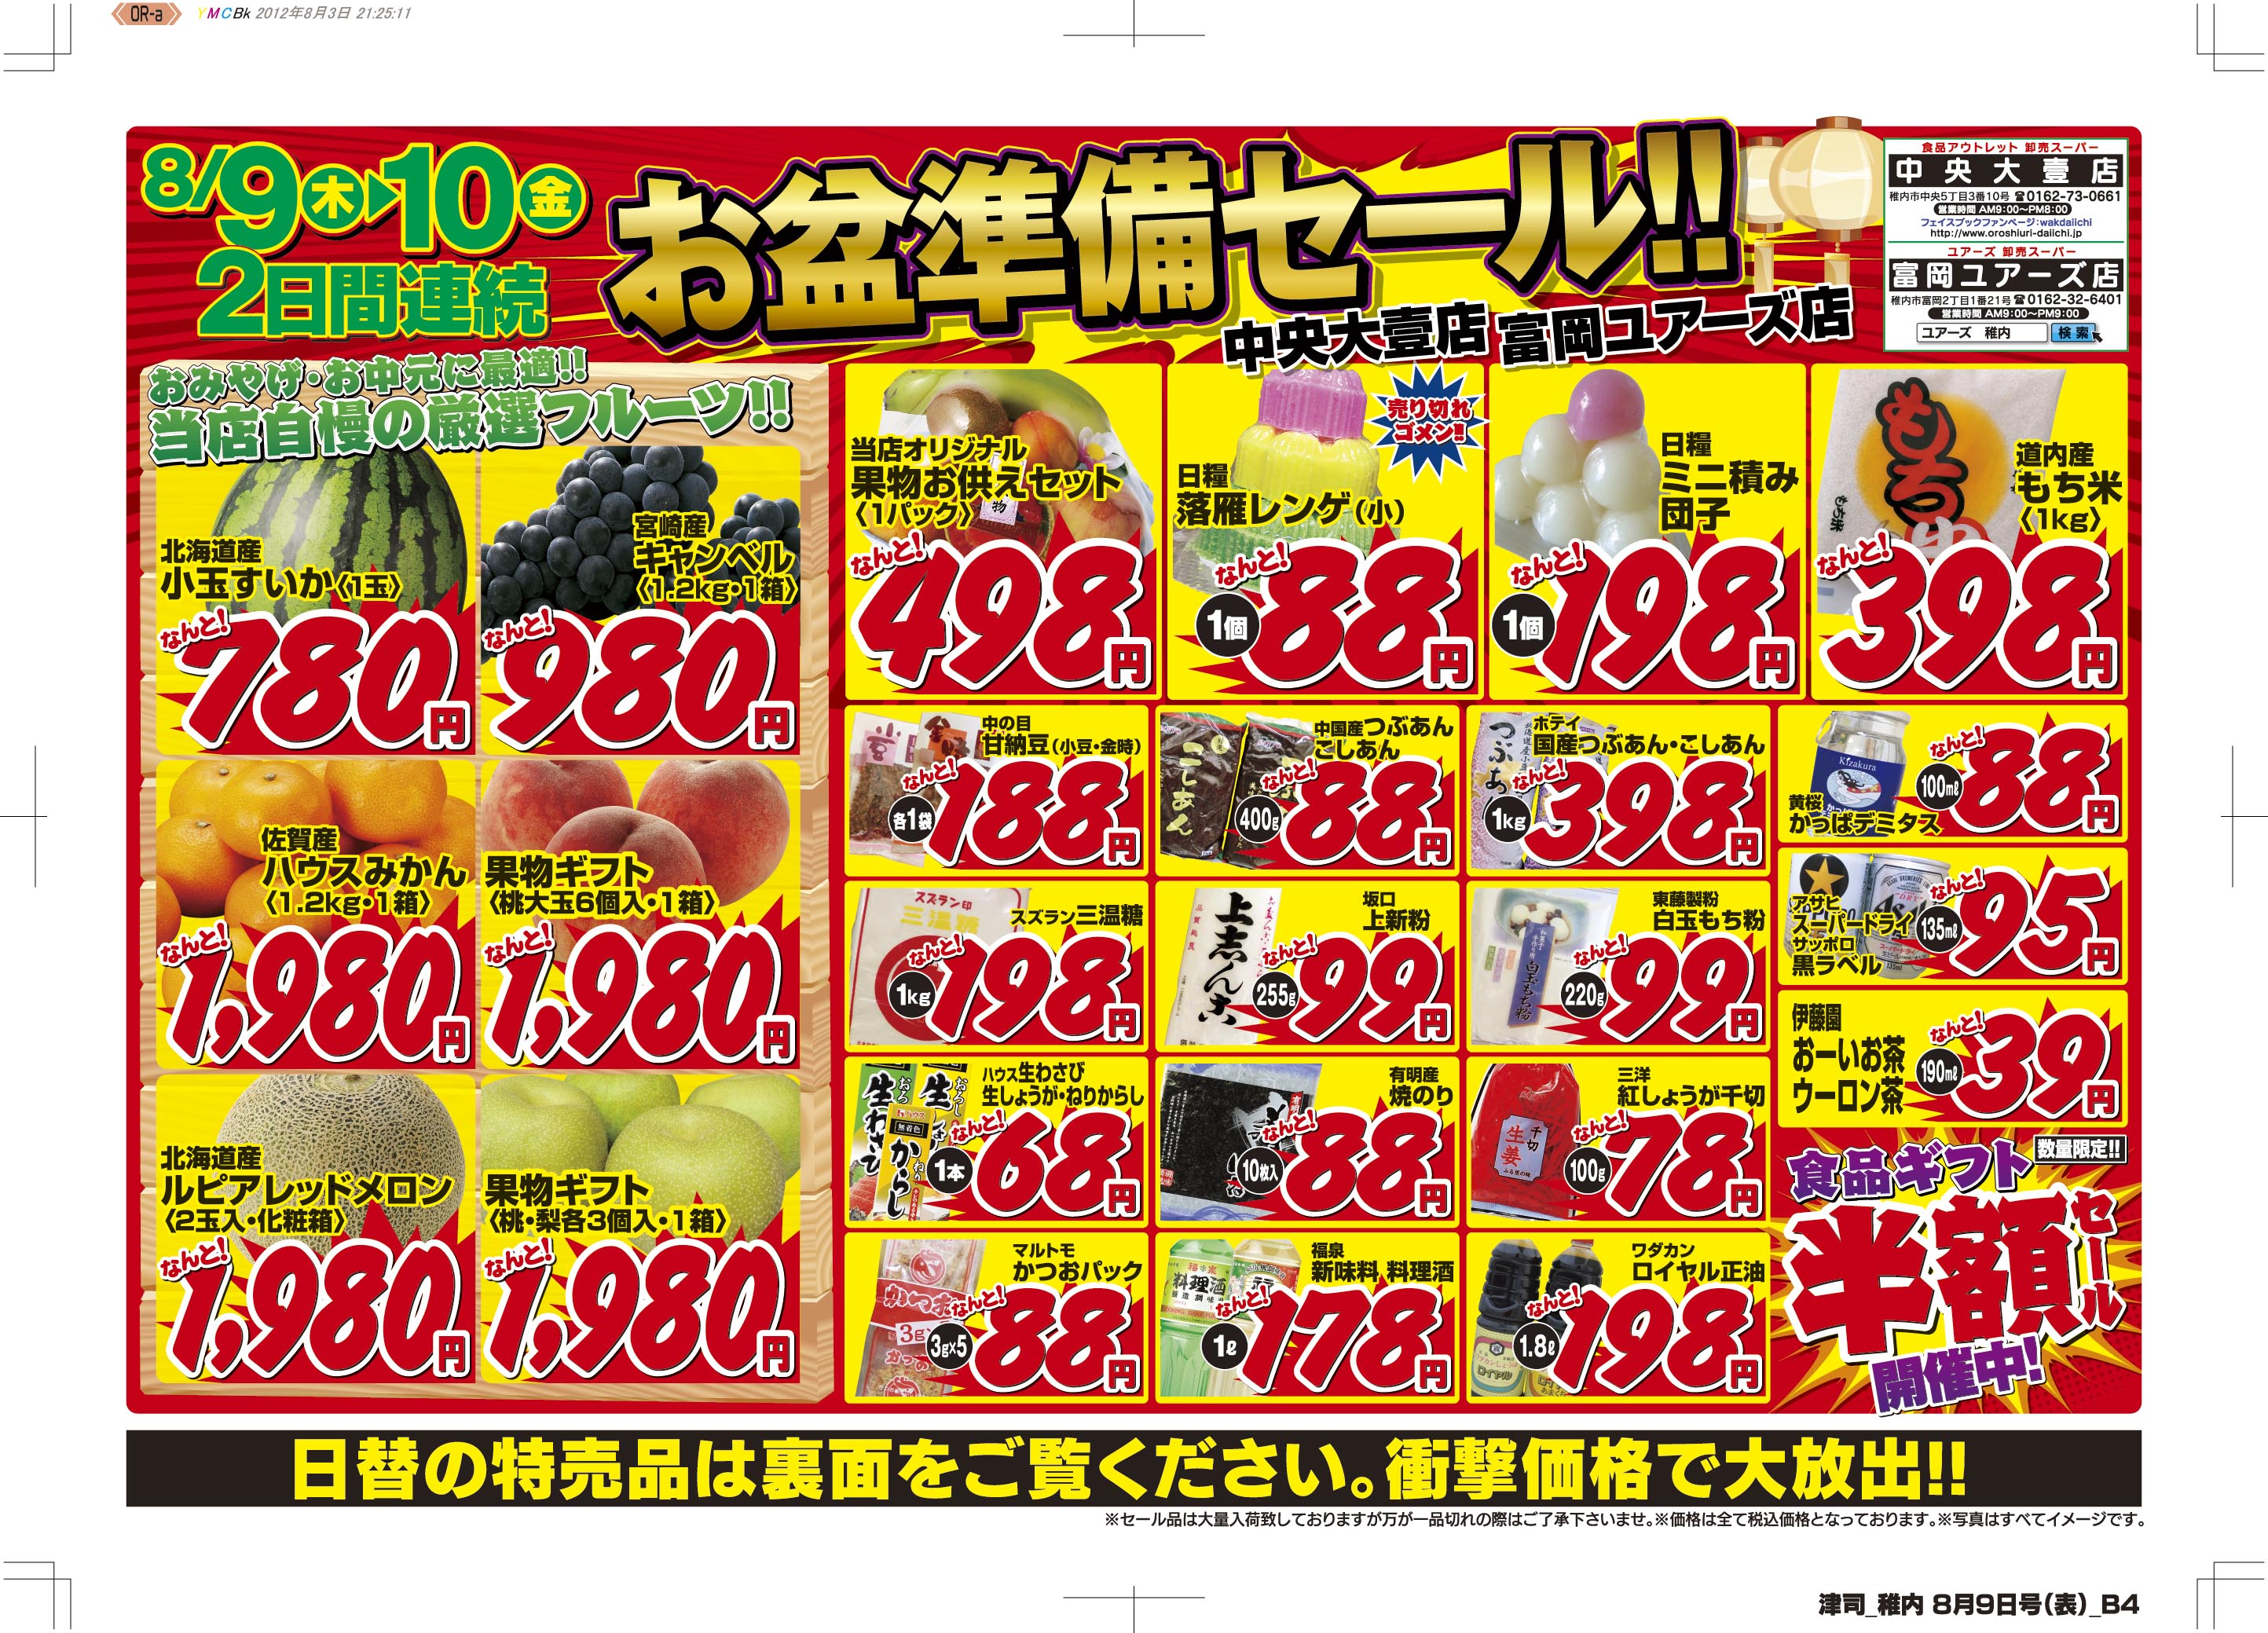 OR-a YMCBk 2012年8月3日 21:25:11
8/9木▶10金
2日間連続
お盆準備セール!!
中央大壹店 富岡ユアーズ店
食品アウトレット 卸売スーパー
中央大壹店
稚内市中央5丁目3番10号 ☎0162-73-0661
営業時間 AM9:00〜PM8:00
フェイスブックファンページ:wakdaiichi
http://www.oroshiuri-daiichi.jp
ユアーズ 卸売スーパー
富岡ユアーズ店
稚内市富岡2丁目1番21号 ☎0162-32-6401
営業時間 AM9:00〜PM9:00
ユアーズ 稚内 検索
おみやげ・お中元に最適!!
当店自慢の厳選フルーツ!!
北海道産
小玉すいか〈1玉〉
なんと!
780円
宮崎産
キャンベル
〈1.2kg・1箱〉
なんと!
980円
佐賀産
ハウスみかん
〈1.2kg・1箱〉
なんと!
1,980円
果物ギフト
〈桃大玉6個入・1箱〉
なんと!
1,980円
北海道産
ルピアレッドメロン
〈2玉入・化粧箱〉
なんと!
1,980円
果物ギフト
〈桃・梨各3個入・1箱〉
なんと!
1,980円
当店オリジナル
果物お供えセット
〈1パック〉
なんと!
498円
売り切れ
ゴメン!!
日糧
落雁レンゲ(小)
なんと!
1個 88円
日糧
ミニ積み
団子
なんと!
1個 198円
もち米
道内産
もち米
〈1kg〉
なんと!
398円
中の目
甘納豆(小豆・金時)
なんと!
各1袋 188円
こしあん
中国産つぶあん
こしあん
なんと!
400g 88円
つぶあ
ホテイ
国産つぶあん・こしあん
なんと!
1kg 398円
Kizakura
黄桜
かっぱデミタス
なんと!
100mℓ 88円
アサヒ
スーパードライ
サッポロ
黒ラベル
なんと!
135mℓ 95円
伊藤園
おーいお茶
ウーロン茶
なんと!
190mℓ 39円
スズラン印
三温糖
スズラン三温糖
なんと!
1kg 198円
上志ん古
坂口
上新粉
なんと!
255g 99円
白玉もち粉
東藤製粉
白玉もち粉
なんと!
220g 99円
ハウス生わさび
生しょうが・ねりからし
なんと!
1本 68円
有明産
焼のり
なんと!
10枚入 88円
千切
生姜
三洋
紅しょうが千切
なんと!
100g 78円
マルトモ
かつおパック
なんと!
3g×5 88円
料理酒
福泉
新味料 料理酒
なんと!
1ℓ 178円
ワダカン
ロイヤル正油
なんと!
1.8ℓ 198円
食品ギフト 数量限定!!
半額セール
開催中!
日替の特売品は裏面をご覧ください。衝撃価格で大放出!!
※セール品は大量入荷致しておりますが万が一品切れの際はご了承下さいませ。※価格は全て税込価格となっております。※写真はすべてイメージです。
津司_稚内 8月9日号(表)_B4